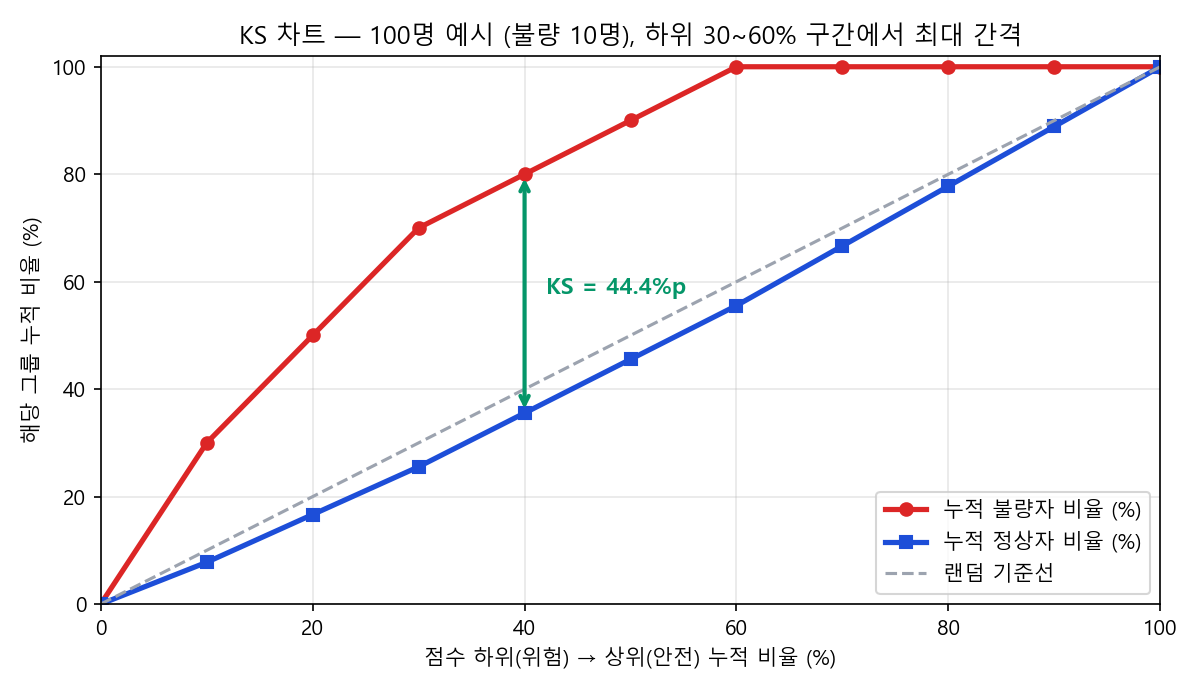 KS 차트 — 100명 예시 (불량 10명), 하위 30~60% 구간에서 최대 간격
해당 그룹 누적 비율 (%)
100
80
60
40
20
0
KS = 44.4%p
누적 불량자 비율 (%)
누적 정상자 비율 (%)
랜덤 기준선
0 20 40 60 80 100
점수 하위(위험) → 상위(안전) 누적 비율 (%)